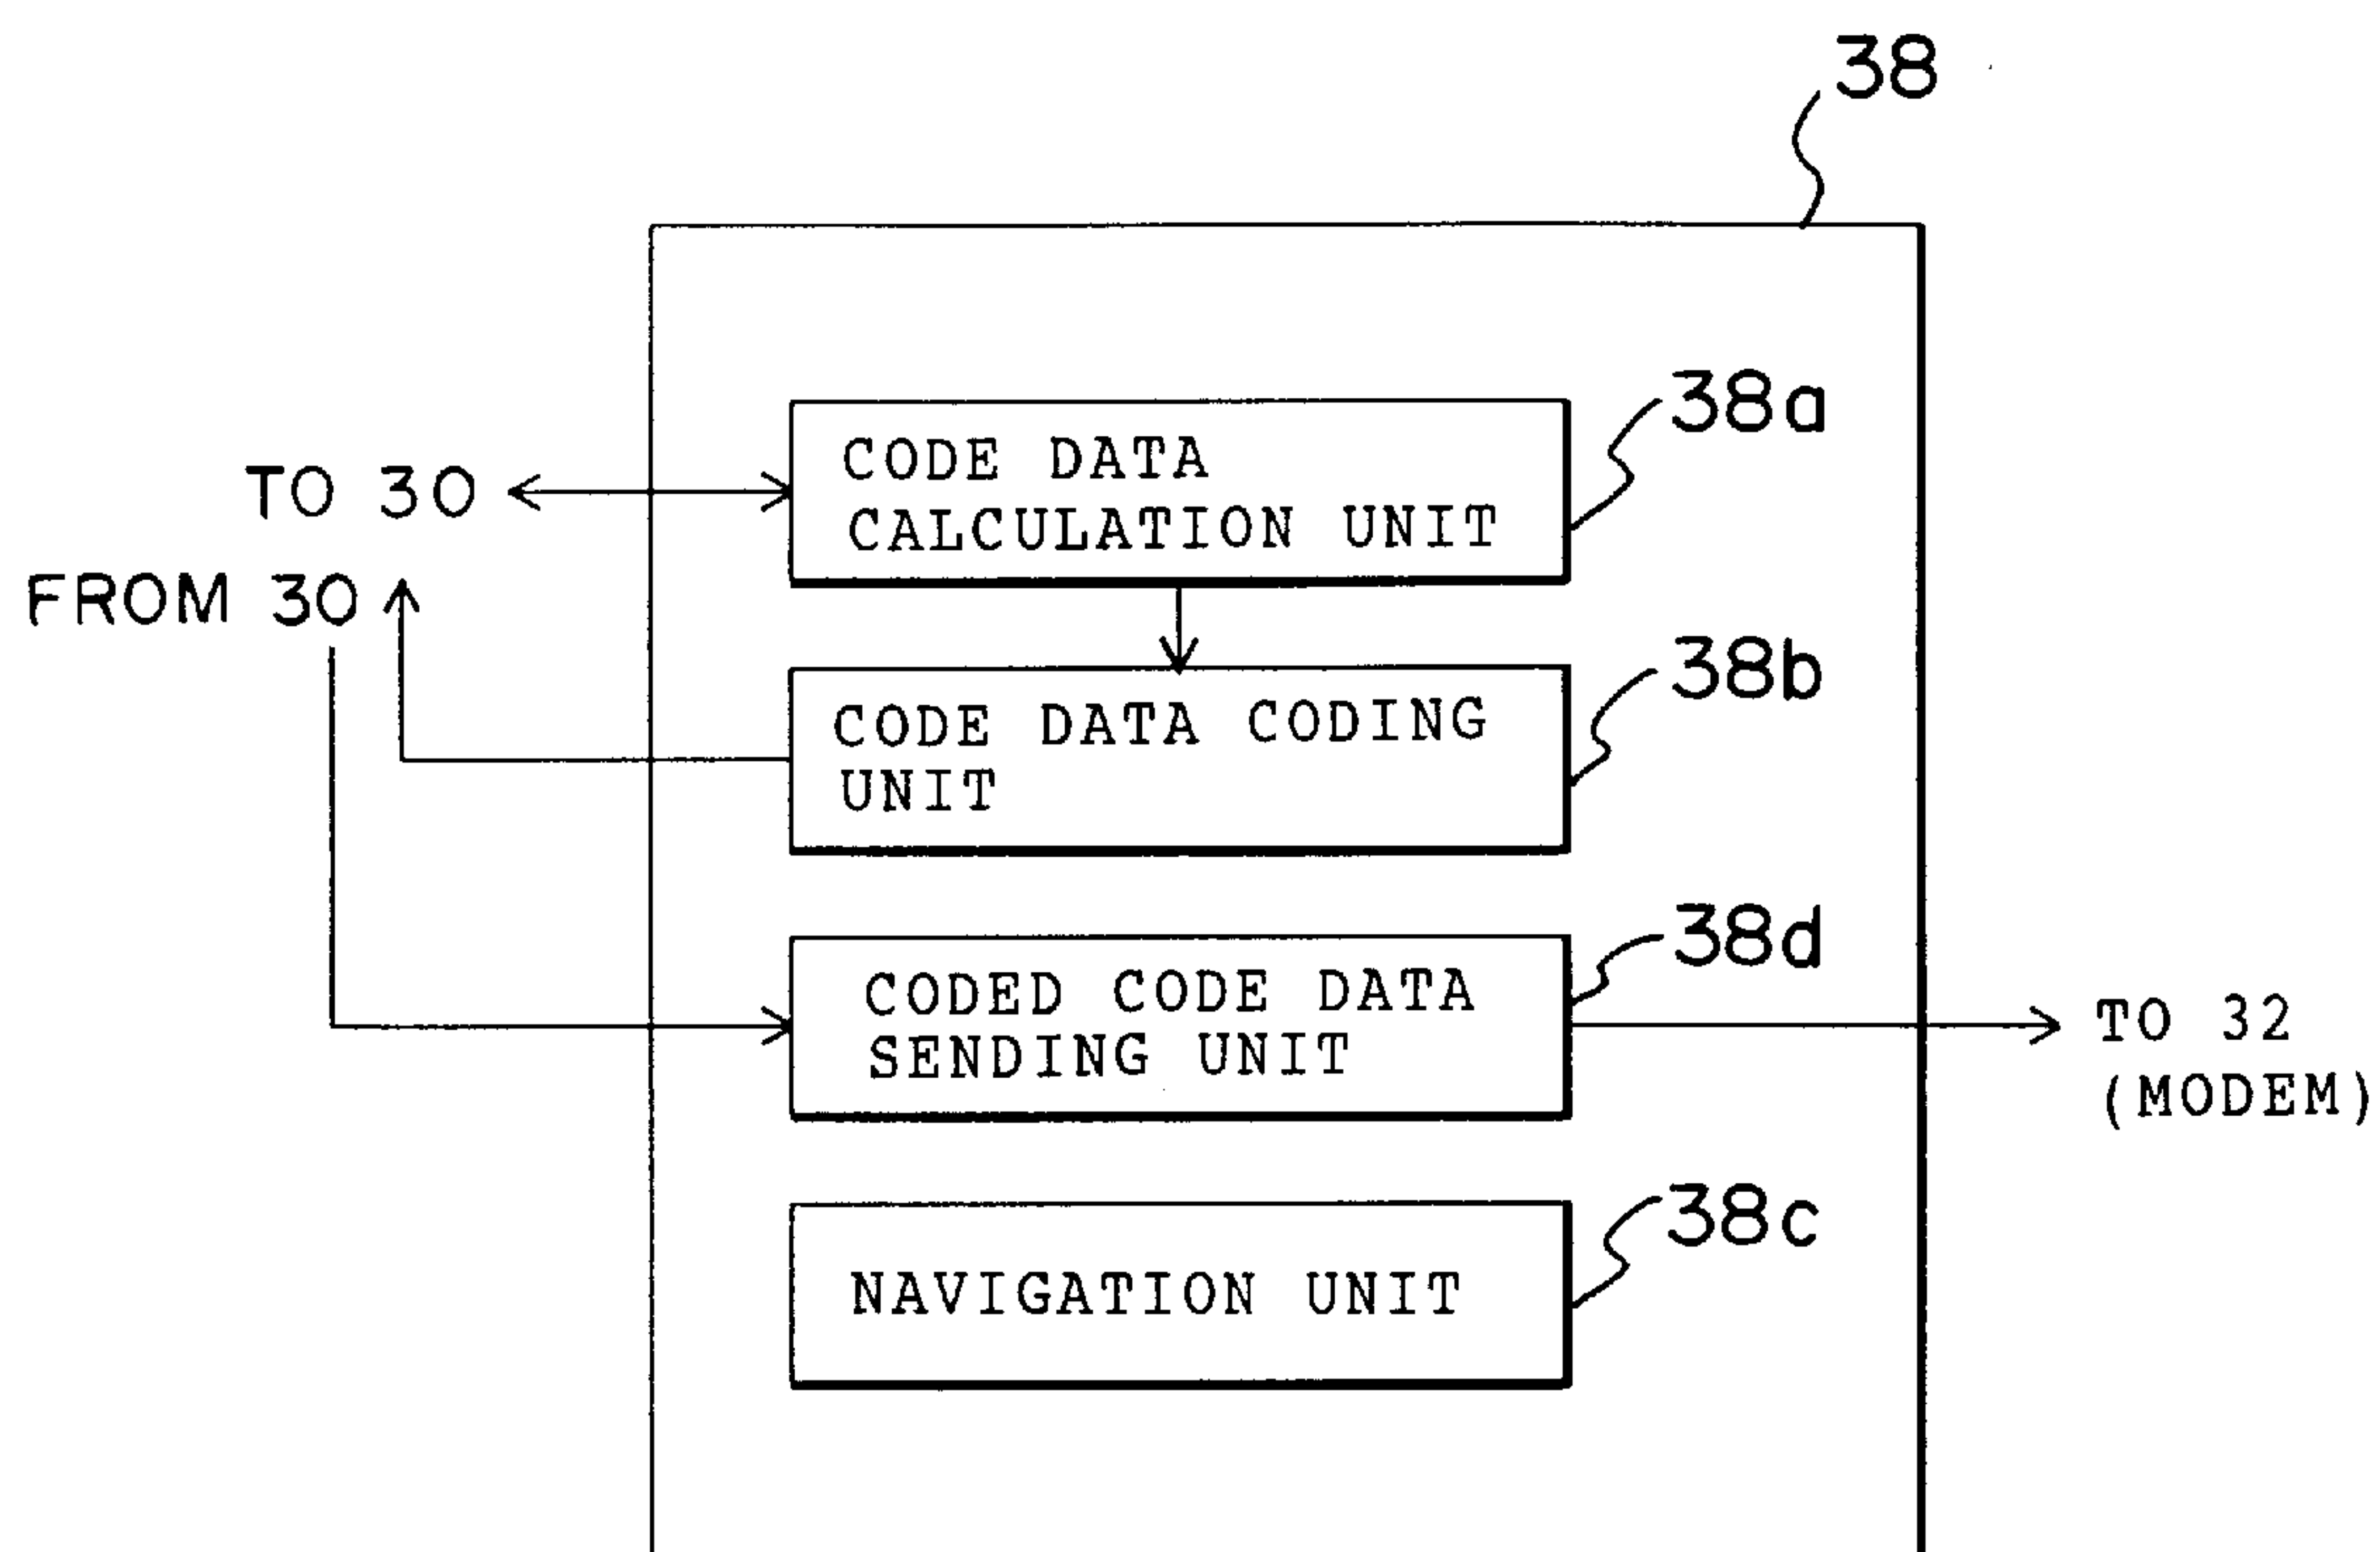 38
CODE DATA
CALCULATION UNIT
38a
TO 30
FROM 30
CODE DATA CODING
UNIT
38b
CODED CODE DATA
SENDING UNIT
38d
TO 32
(MODEM)
NAVIGATION UNIT
38c